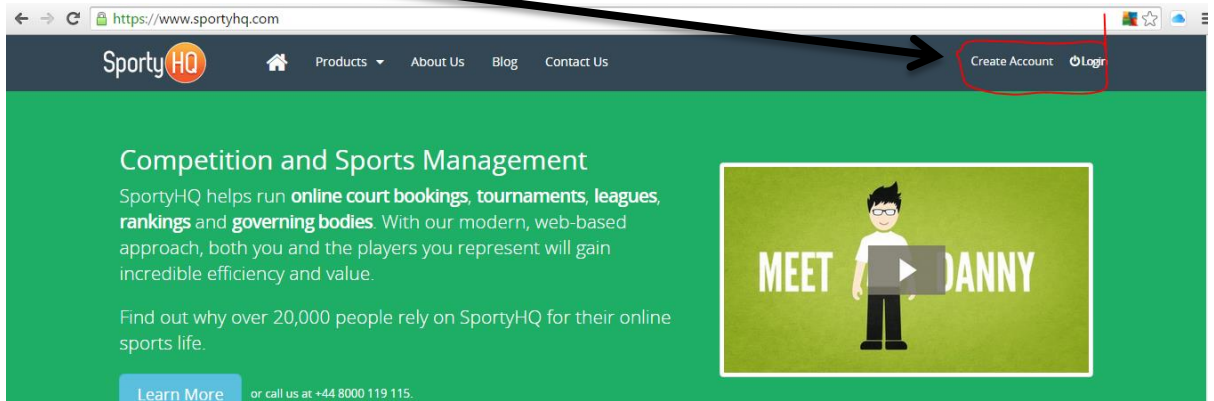 https://www.sportyhq.com
SportyHQ Products About Us Blog Contact Us Create Account Login
Competition and Sports Management
SportyHQ helps run online court bookings, tournaments, leagues,
rankings and governing bodies. With our modern, web-based
approach, both you and the players you represent will gain
incredible efficiency and value.
Find out why over 20,000 people rely on SportyHQ for their online
sports life.
Learn More or call us at +44 8000 119 115.
MEET DANNY